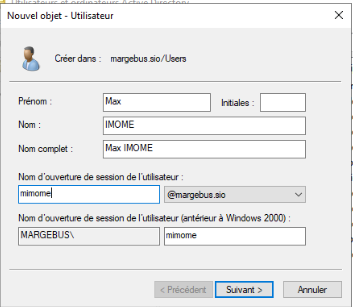 Utilisateurs et ordinateurs Active Directory
Nouvel objet - Utilisateur
Créer dans : margebus.sio/Users
Prénom : Max Initiales :
Nom : IMOME
Nom complet : Max IMOME
Nom d'ouverture de session de l'utilisateur :
mimome @margebus.sio
Nom d'ouverture de session de l'utilisateur (antérieur à Windows 2000) :
MARGEBUS\ mimome
< Précédent Suivant > Annuler